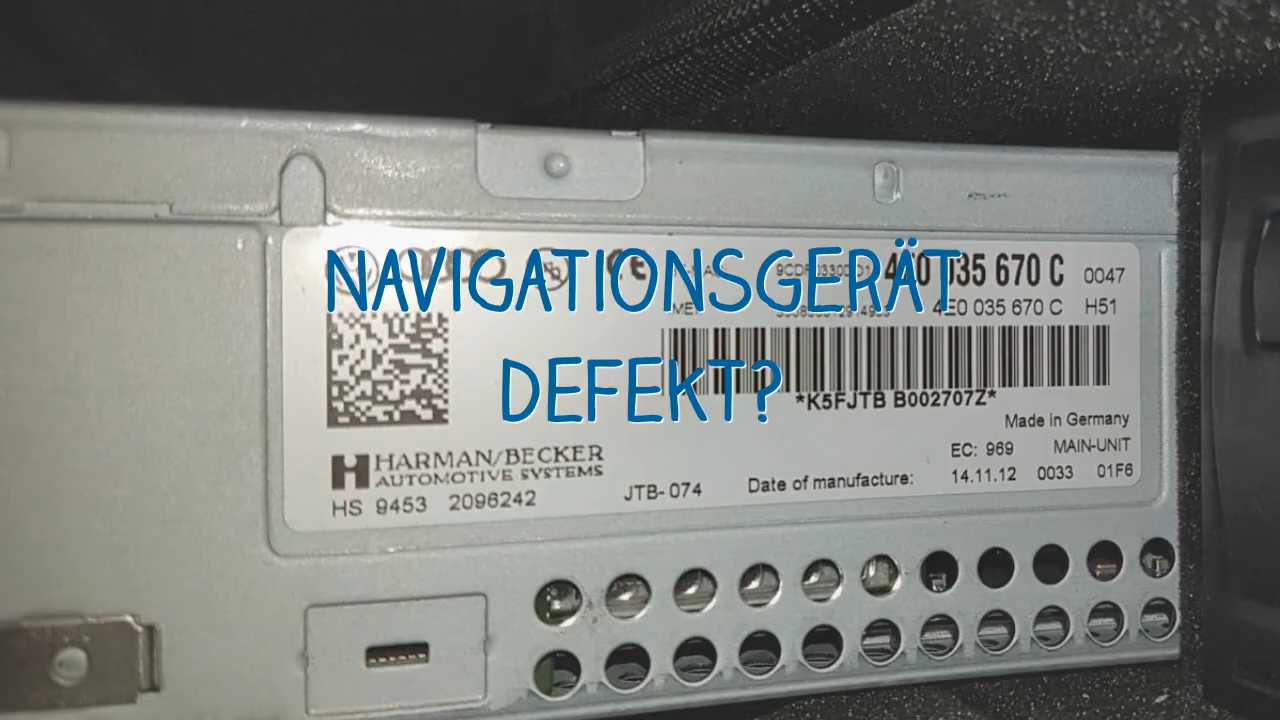 NAVIGATIONSGERÄT
DEFEKT?
4E0 035 670 C 0047
4E0 035 670 C H51
*K5FJTB B002707Z*
Made in Germany
HARMAN/BECKER
AUTOMOTIVE SYSTEMS
EC: 969 MAIN-UNIT
HS 9453 2096242 JTB-074 Date of manufacture: 14.11.12 0033 01F6